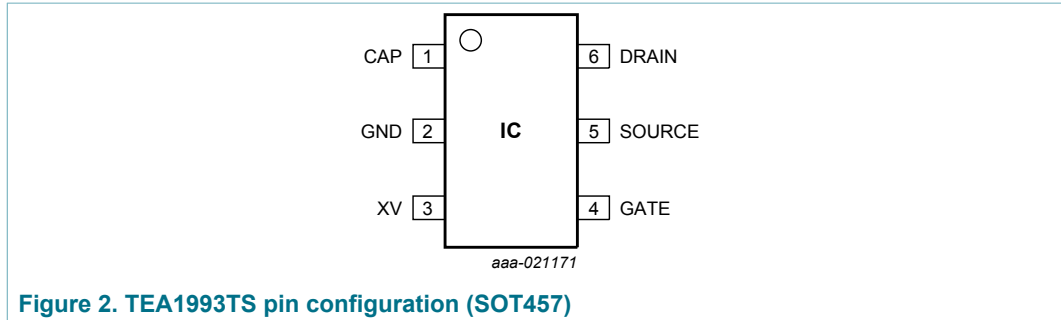 CAP 1 6 DRAIN
GND 2 IC 5 SOURCE
XV 3 4 GATE
aaa-021171
Figure 2. TEA1993TS pin configuration (SOT457)